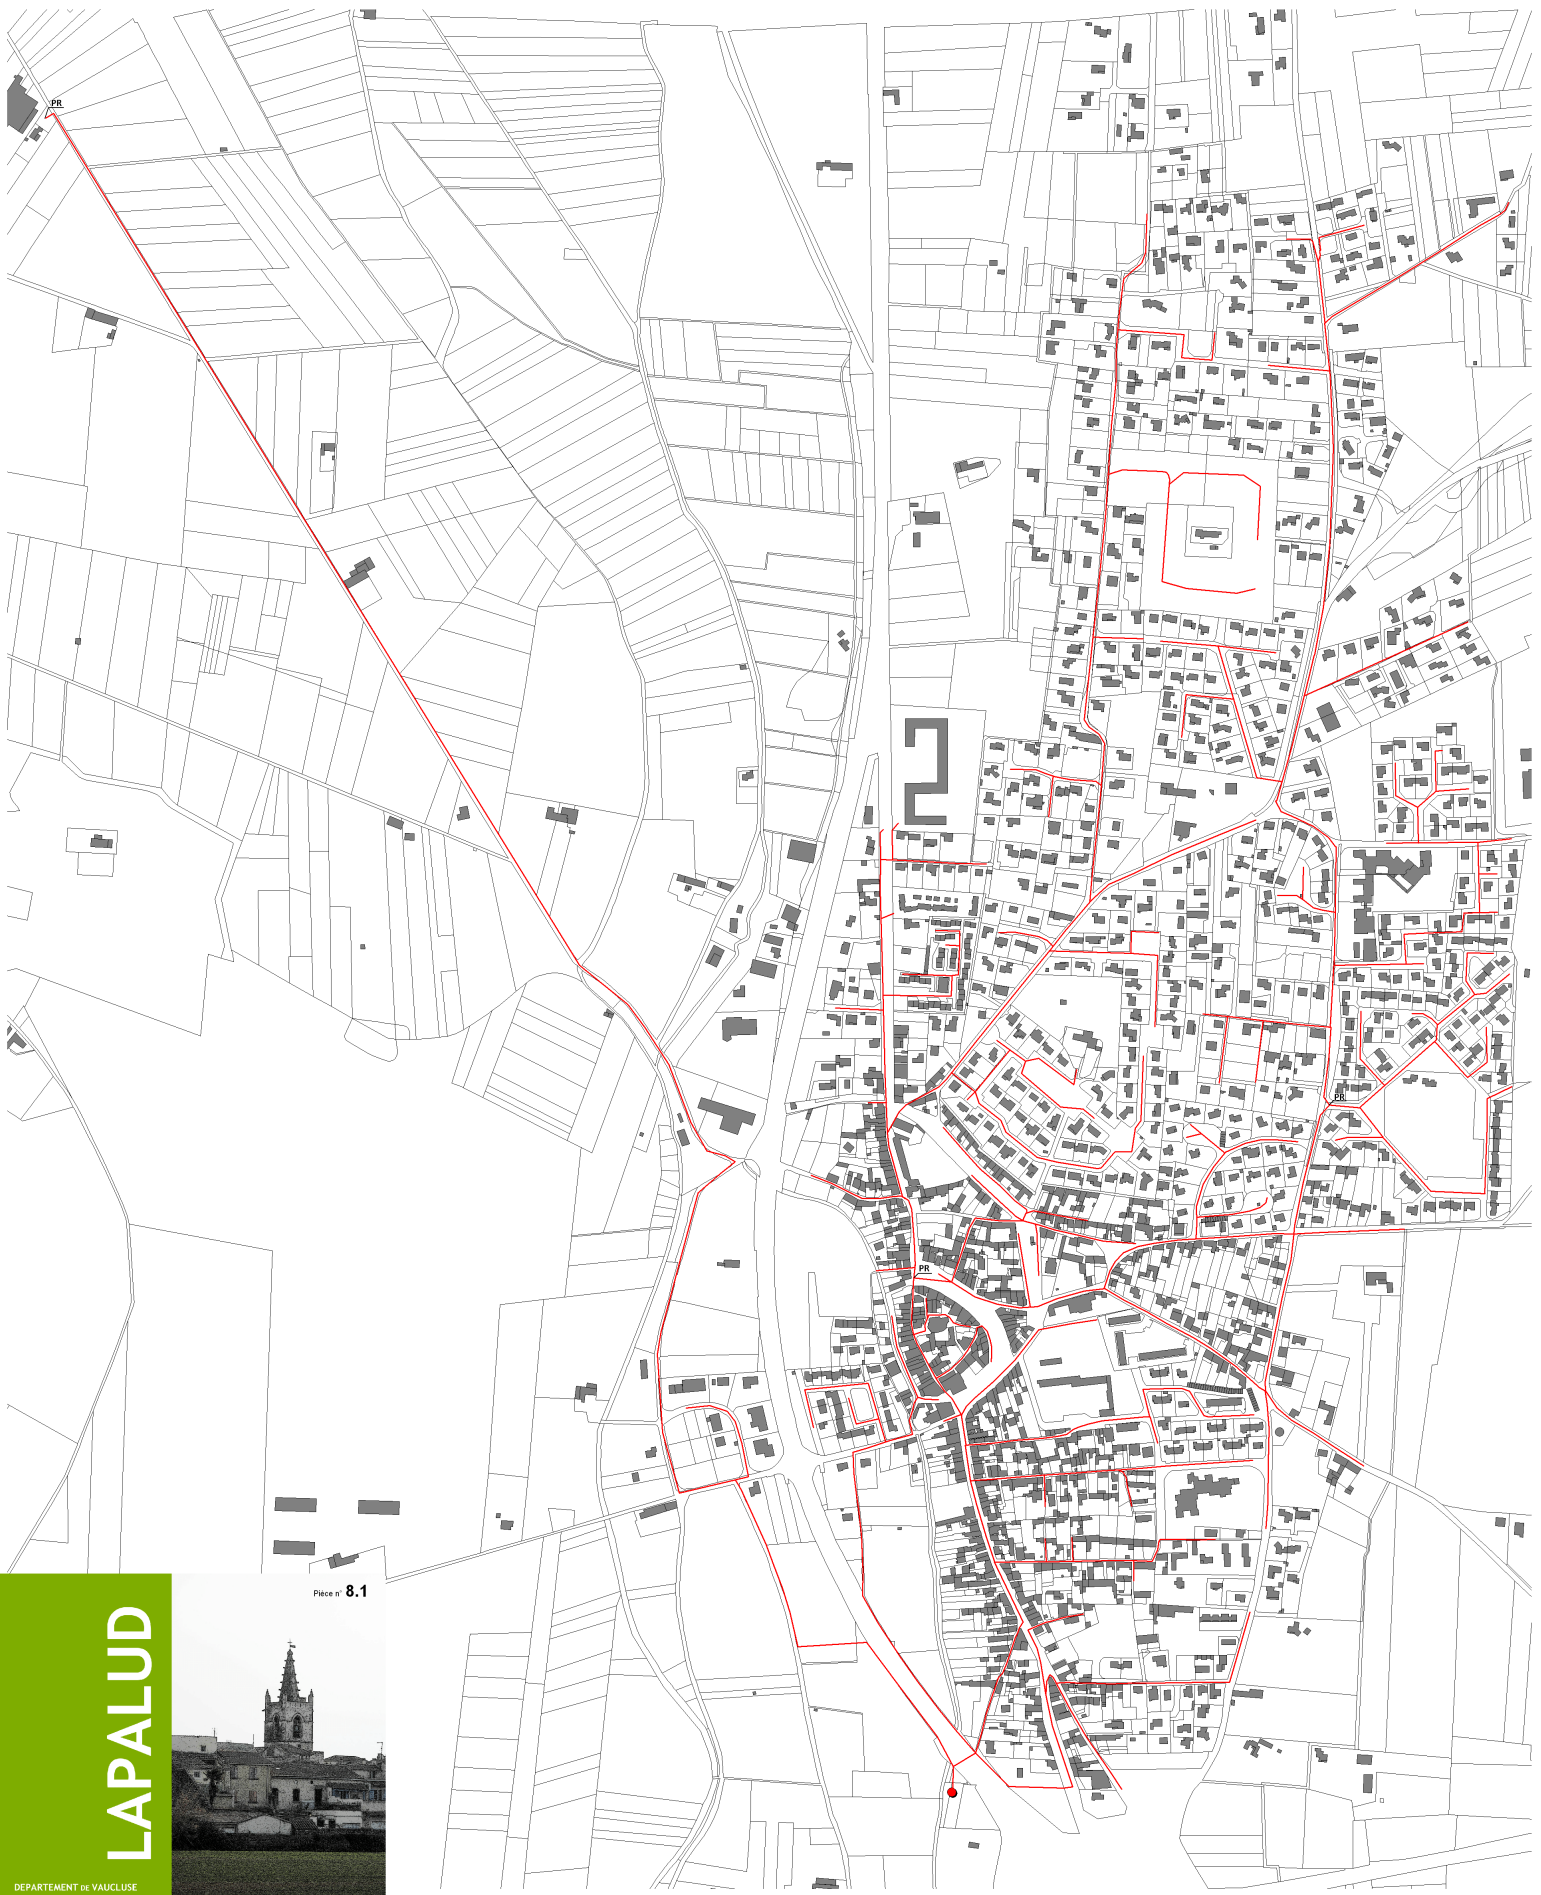 PR
PR
PR
Pièce n° 8.1
LAPALUD
DEPARTEMENT DE VAUCLUSE